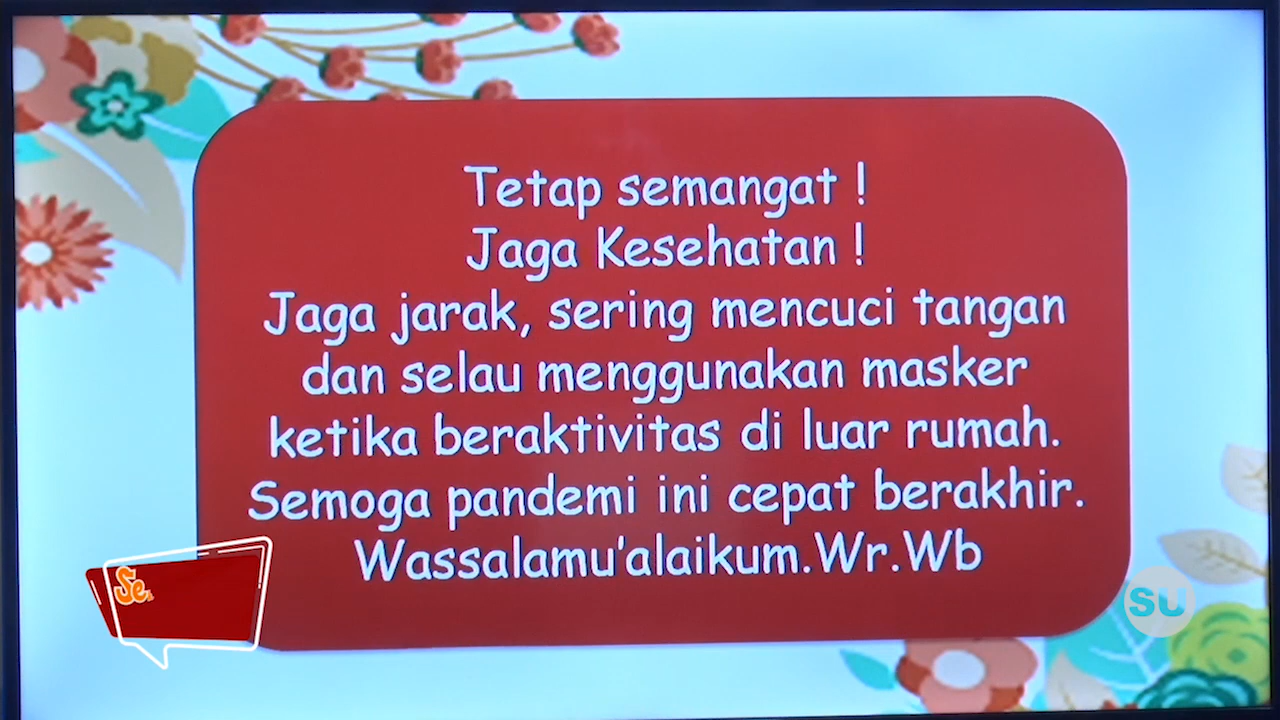 Tetap semangat !
Jaga Kesehatan !
Jaga jarak, sering mencuci tangan
dan selau menggunakan masker
ketika beraktivitas di luar rumah.
Semoga pandemi ini cepat berakhir.
Wassalamu'alaikum.Wr.Wb
Se
SU